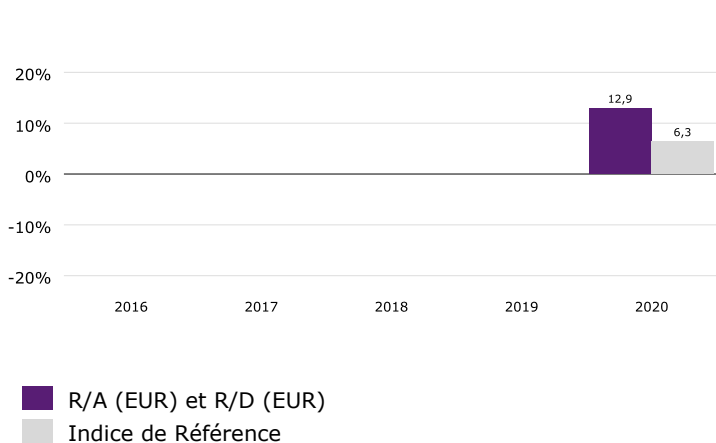 20%
12,9
10%
6,3
0%
-10%
-20%
2016 2017 2018 2019 2020
R/A (EUR) et R/D (EUR)
Indice de Référence